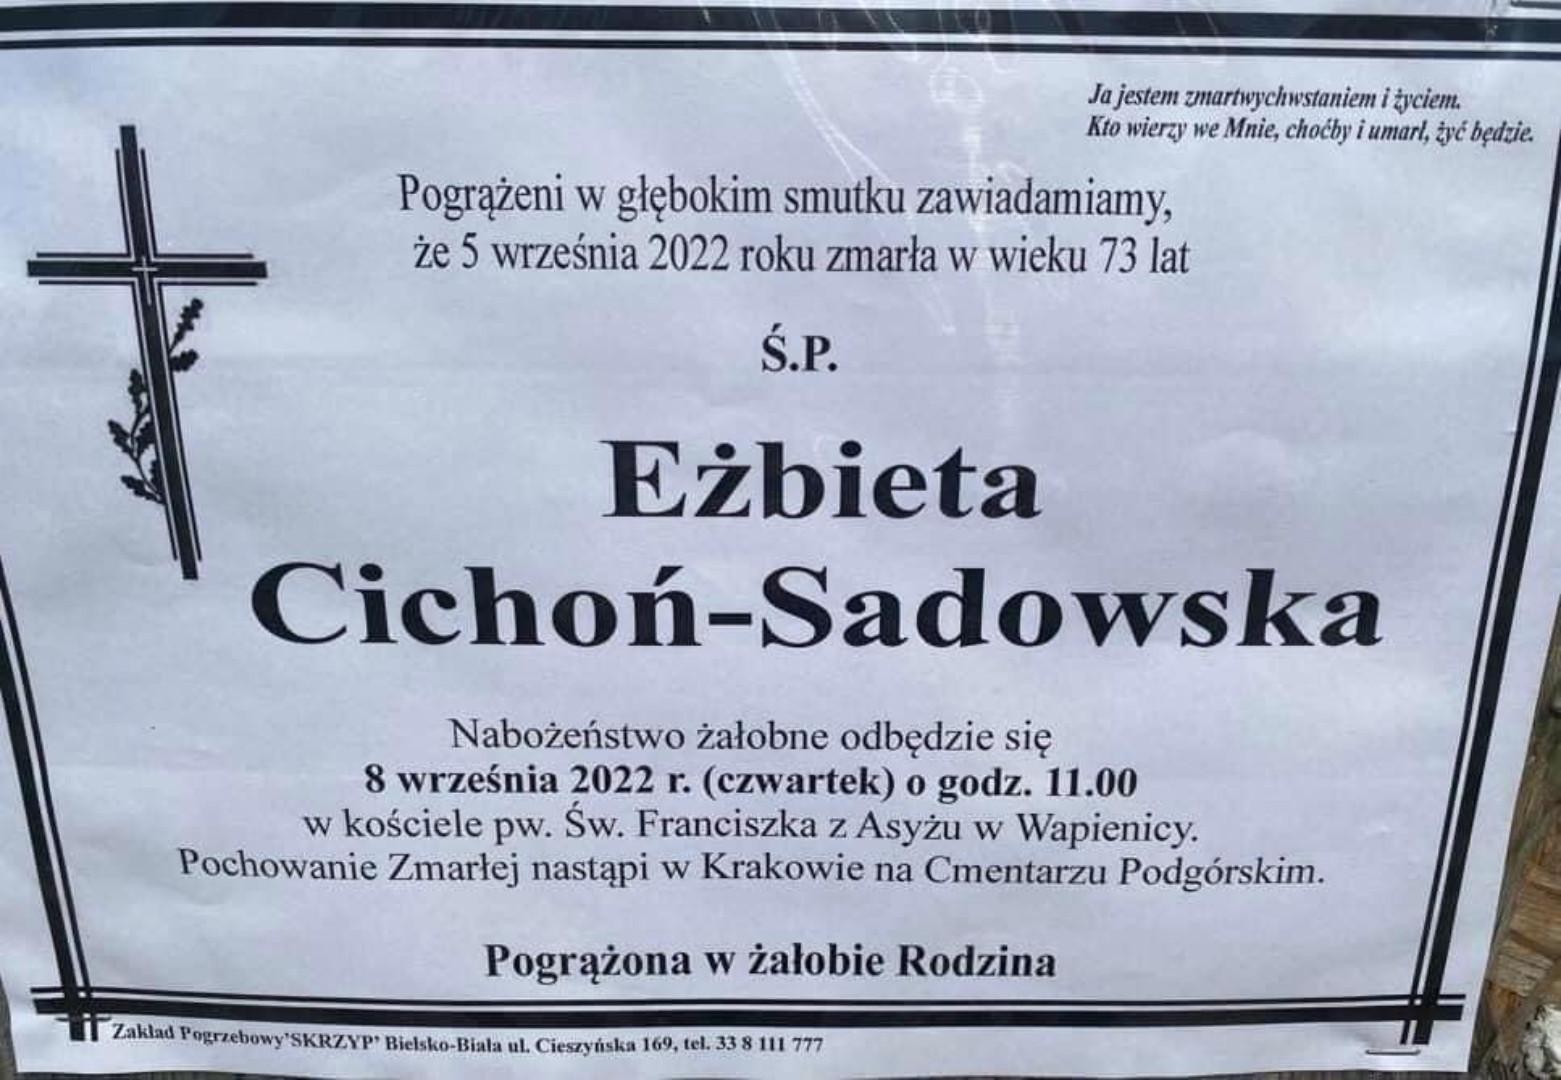 Ja jestem zmartwychwstaniem i życiem.
Kto wierzy we Mnie, choćby i umarł, żyć będzie.
Pogrążeni w głębokim smutku zawiadamiamy,
że 5 września 2022 roku zmarła w wieku 73 lat
Ś.P.
Eżbieta
Cichoń-Sadowska
Nabożeństwo żałobne odbędzie się
8 września 2022 r. (czwartek) o godz. 11.00
w kościele pw. Św. Franciszka z Asyżu w Wapienicy.
Pochowanie Zmarłej nastąpi w Krakowie na Cmentarzu Podgórskim.
Pogrążona w żałobie Rodzina
Zakład Pogrzebowy'SKRZYP' Bielsko-Biała ul. Cieszyńska 169, tel. 33 8 111 777